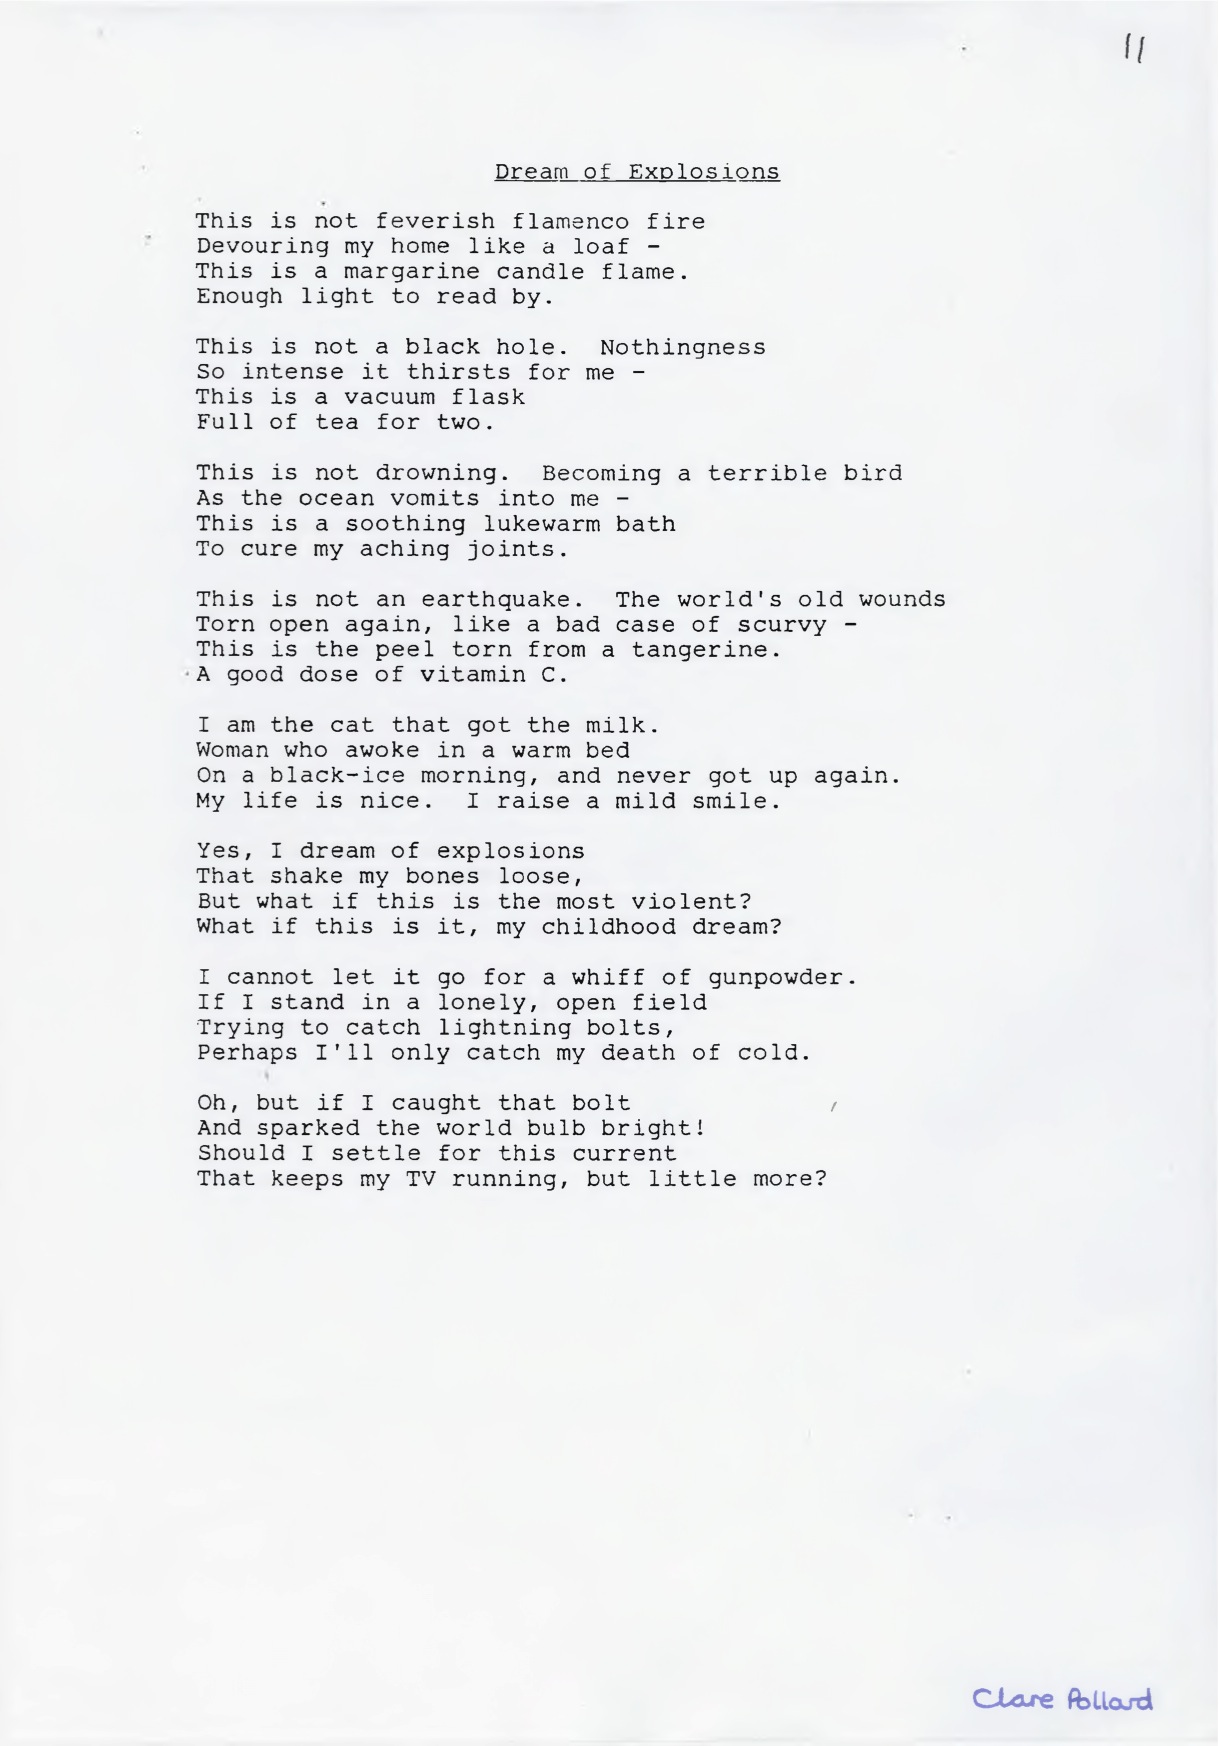 11
Dream of Explosions
This is not feverish flamenco fire
Devouring my home like a loaf -
This is a margarine candle flame.
Enough light to read by.
This is not a black hole.  Nothingness
So intense it thirsts for me -
This is a vacuum flask
Full of tea for two.
This is not drowning.  Becoming a terrible bird
As the ocean vomits into me -
This is a soothing lukewarm bath
To cure my aching joints.
This is not an earthquake.  The world's old wounds
Torn open again, like a bad case of scurvy -
This is the peel torn from a tangerine.
A good dose of vitamin C.
I am the cat that got the milk.
Woman who awoke in a warm bed
On a black-ice morning, and never got up again.
My life is nice.  I raise a mild smile.
Yes, I dream of explosions
That shake my bones loose,
But what if this is the most violent?
What if this is it, my childhood dream?
I cannot let it go for a whiff of gunpowder.
If I stand in a lonely, open field
Trying to catch lightning bolts,
Perhaps I'll only catch my death of cold.
Oh, but if I caught that bolt
And sparked the world bulb bright!
Should I settle for this current
That keeps my TV running, but little more?
Clare Pollard